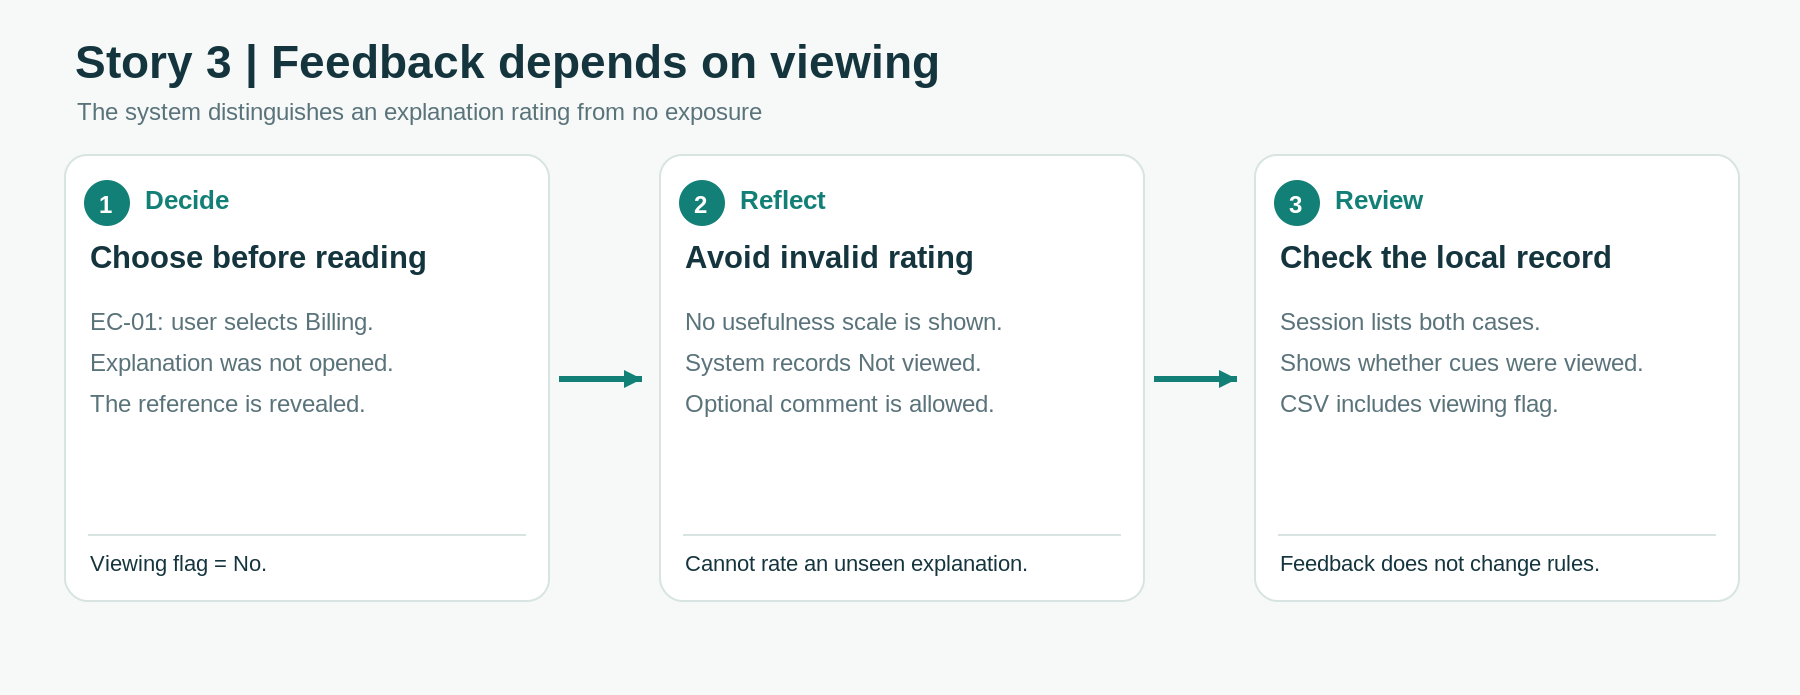 Story 3 | Feedback depends on viewing
The system distinguishes an explanation rating from no exposure
1 Decide
Choose before reading
EC-01: user selects Billing.
Explanation was not opened.
The reference is revealed.
Viewing flag = No.
2 Reflect
Avoid invalid rating
No usefulness scale is shown.
System records Not viewed.
Optional comment is allowed.
Cannot rate an unseen explanation.
3 Review
Check the local record
Session lists both cases.
Shows whether cues were viewed.
CSV includes viewing flag.
Feedback does not change rules.